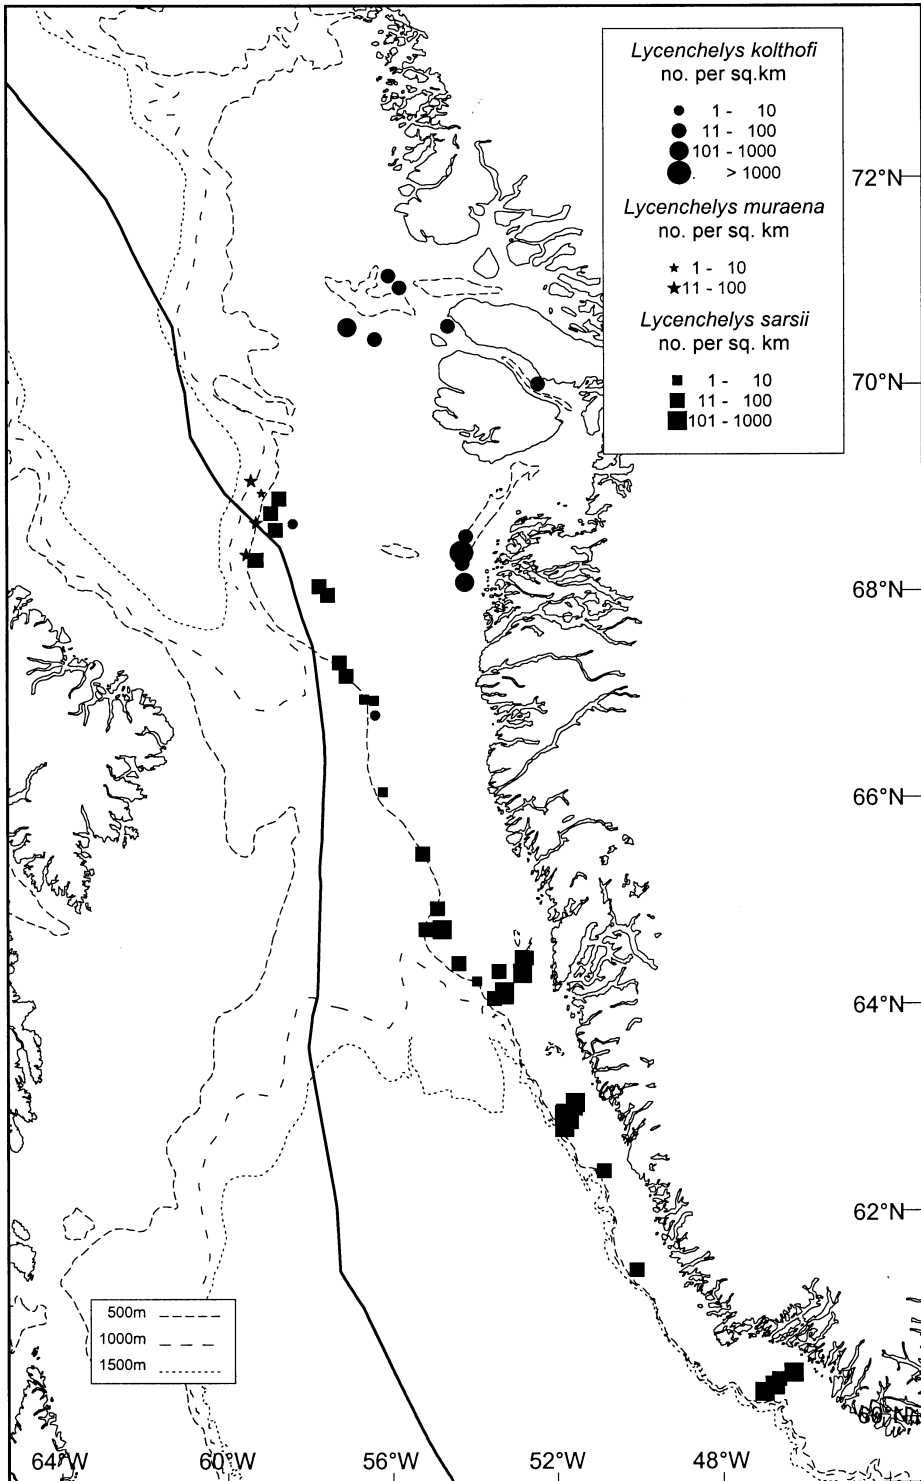 Lycenchelys kolthofi
no. per sq.km
1 - 10
11 - 100
101 - 1000
> 1000
Lycenchelys muraena
no. per sq. km
1 - 10
11 - 100
Lycenchelys sarsii
no. per sq. km
1 - 10
11 - 100
101 - 1000
72°N
70°N
68°N
66°N
64°N
62°N
60°N
500m
1000m
1500m
64°W
60°W
56°W
52°W
48°W